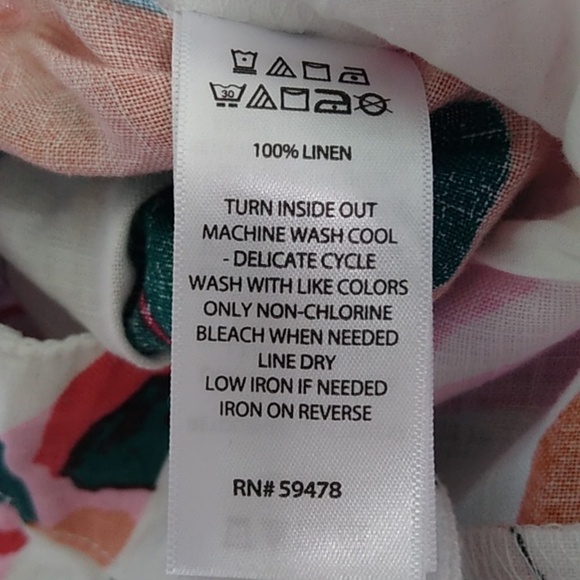 30
100% LINEN
TURN INSIDE OUT
MACHINE WASH COOL
- DELICATE CYCLE
WASH WITH LIKE COLORS
ONLY NON-CHLORINE
BLEACH WHEN NEEDED
LINE DRY
LOW IRON IF NEEDED
IRON ON REVERSE
RN# 59478